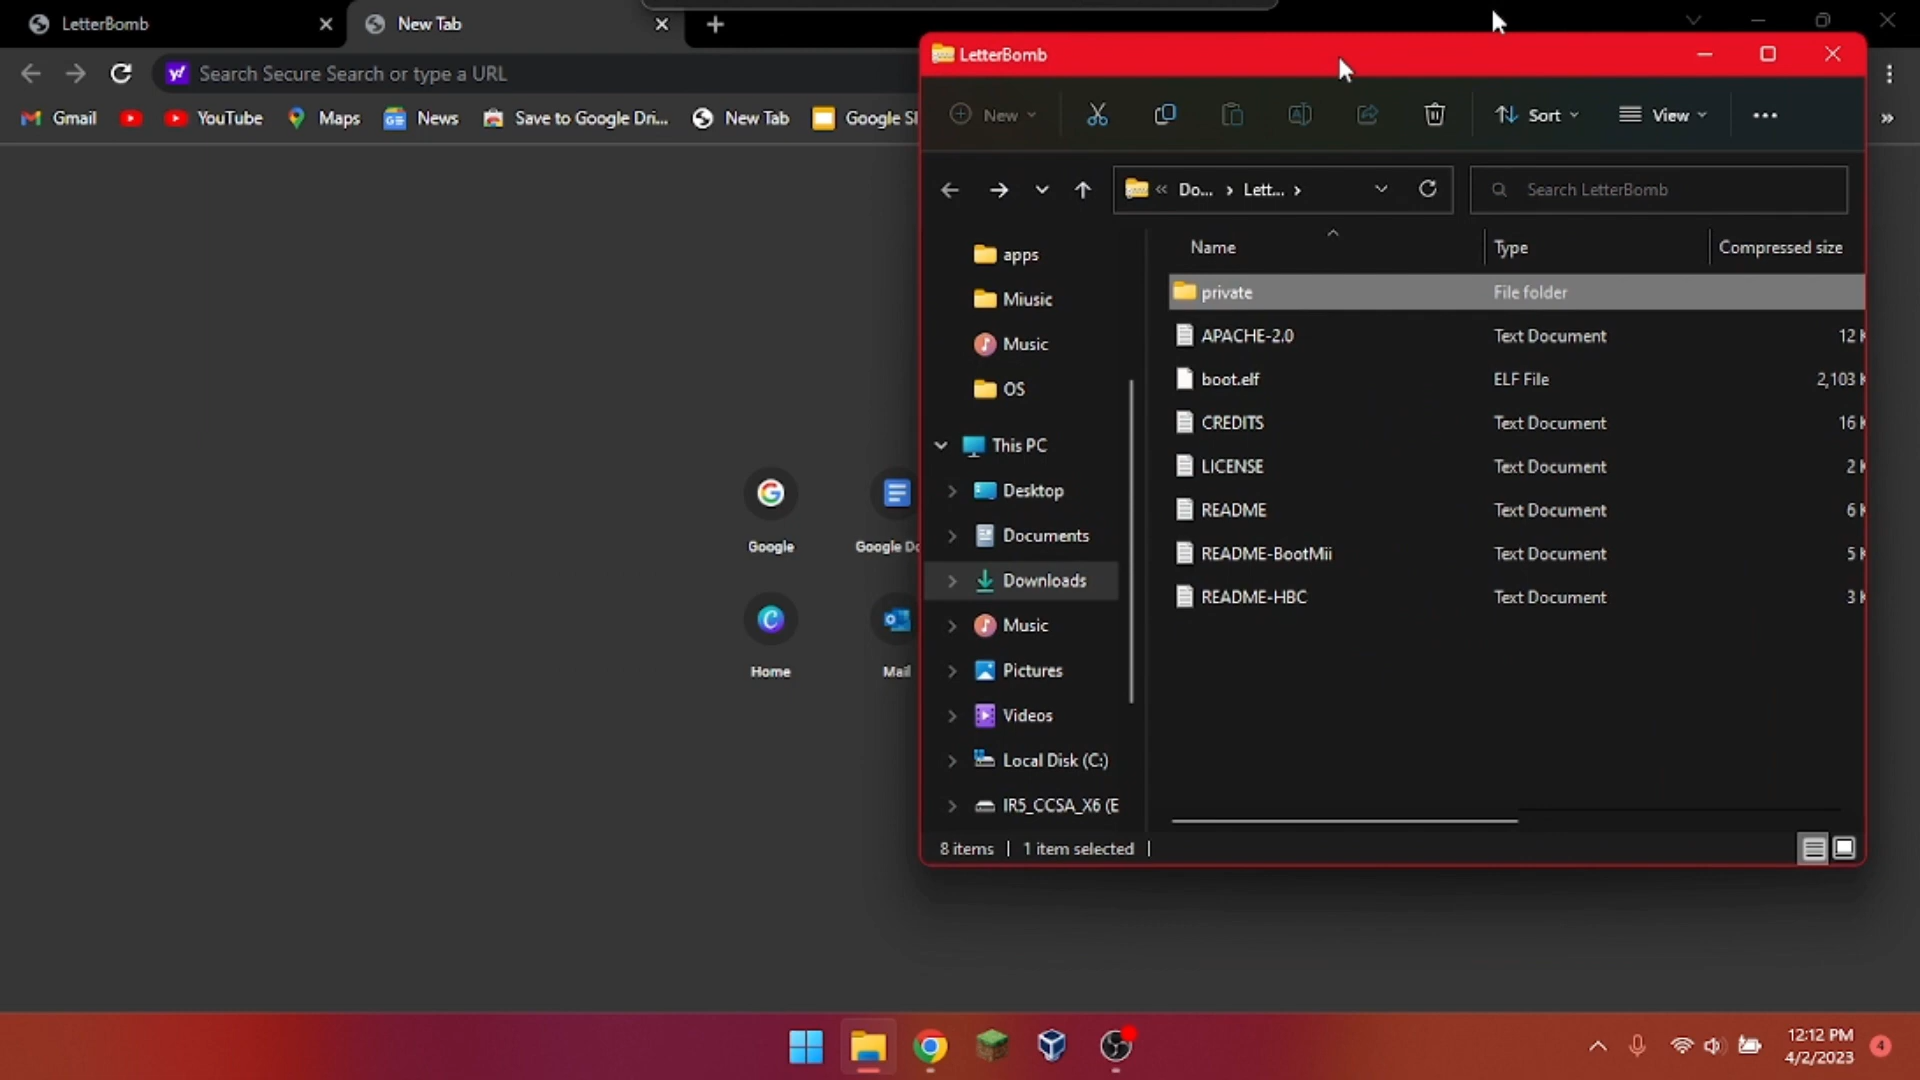 LetterBomb
New Tab
Search Secure Search or type a URL
Gmail
YouTube
Maps
News
Save to Google Dri...
New Tab
Google Sl
»
Google
Google Do
Home
Mail
LetterBomb
New
Sort
View
« Do... › Lett... ›
Search LetterBomb
apps
Miusic
Music
OS
This PC
Desktop
Documents
Downloads
Music
Pictures
Videos
Local Disk (C:)
IR5_CCSA_X6 (E
Name Type Compressed size
private File folder
APACHE-2.0 Text Document 12 K
boot.elf ELF File 2,103 K
CREDITS Text Document 16 K
LICENSE Text Document 2 K
README Text Document 6 K
README-BootMii Text Document 5 K
README-HBC Text Document 3 K
8 items | 1 item selected |
12:12 PM
4/2/2023
4